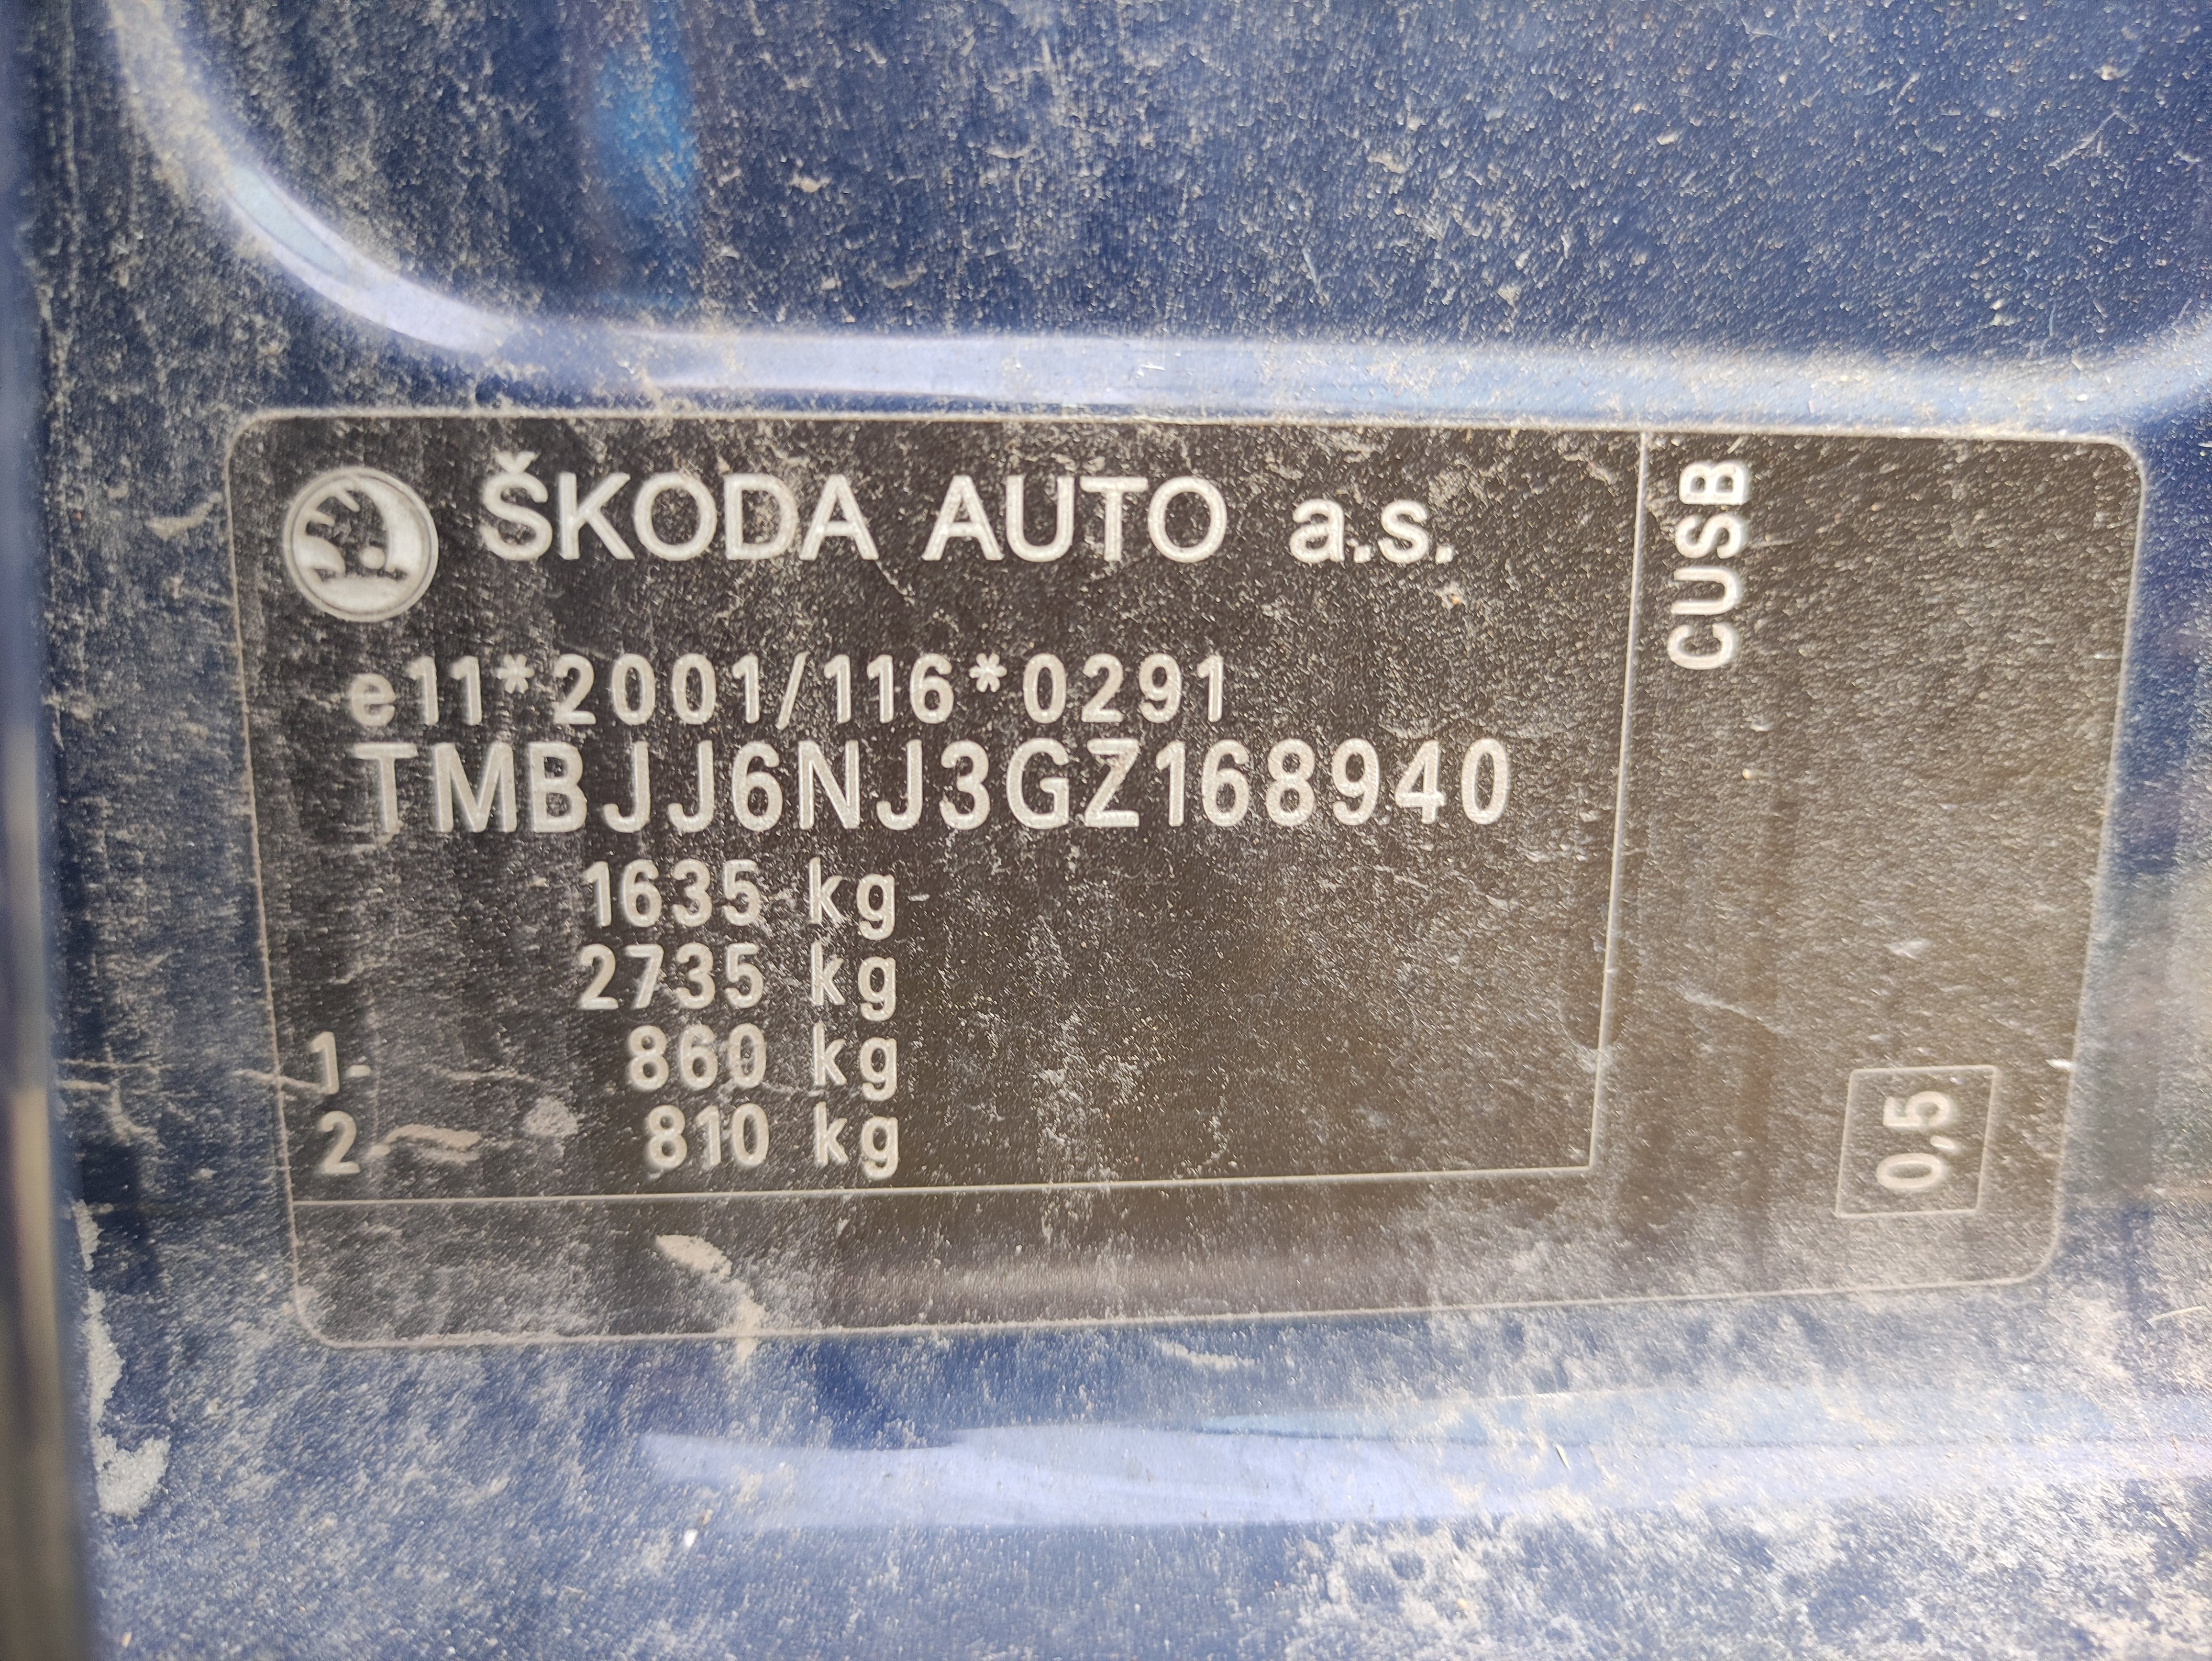 ŠKODA AUTO a.s.
e11*2001/116*0291
TMBJJ6NJ3GZ168940
1635 kg
2735 kg
1- 860 kg
2- 810 kg
CUSB
0,5